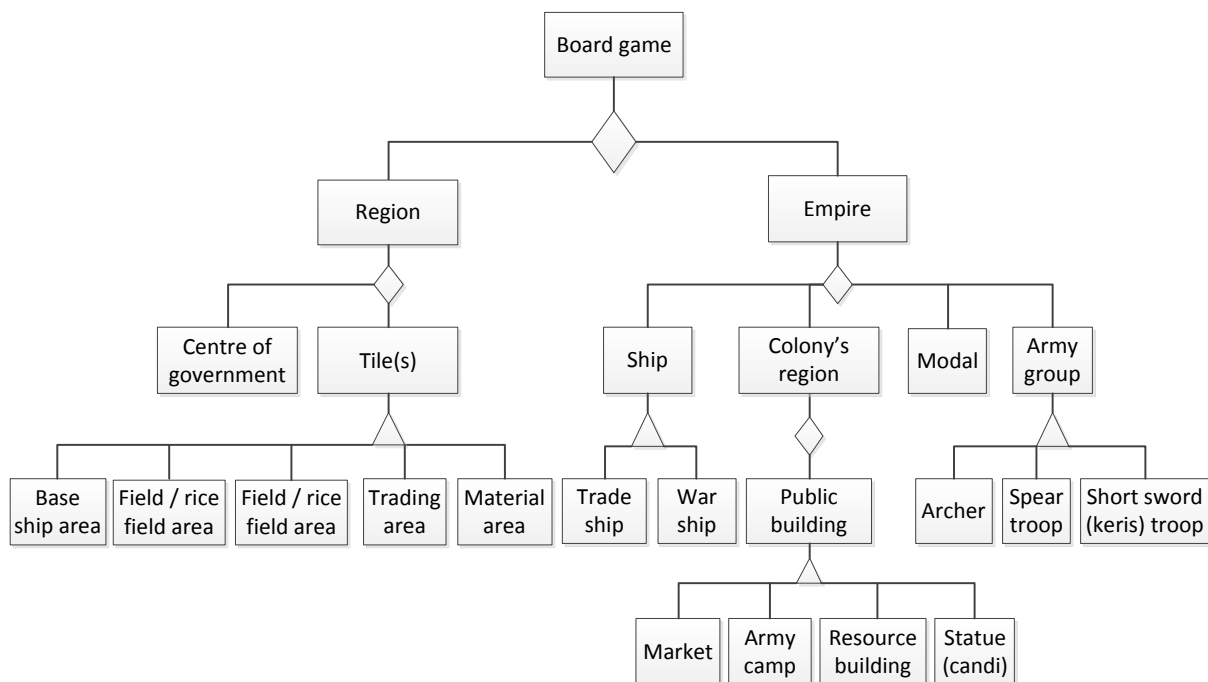 Board game
Region
Empire
Centre of
government
Tile(s)
Ship
Colony’s
region
Modal
Army
group
Base
ship area
Field / rice
field area
Field / rice
field area
Trading
area
Material
area
Trade
ship
War
ship
Public
building
Archer
Spear
troop
Short sword
(keris) troop
Market
Army
camp
Resource
building
Statue
(candi)